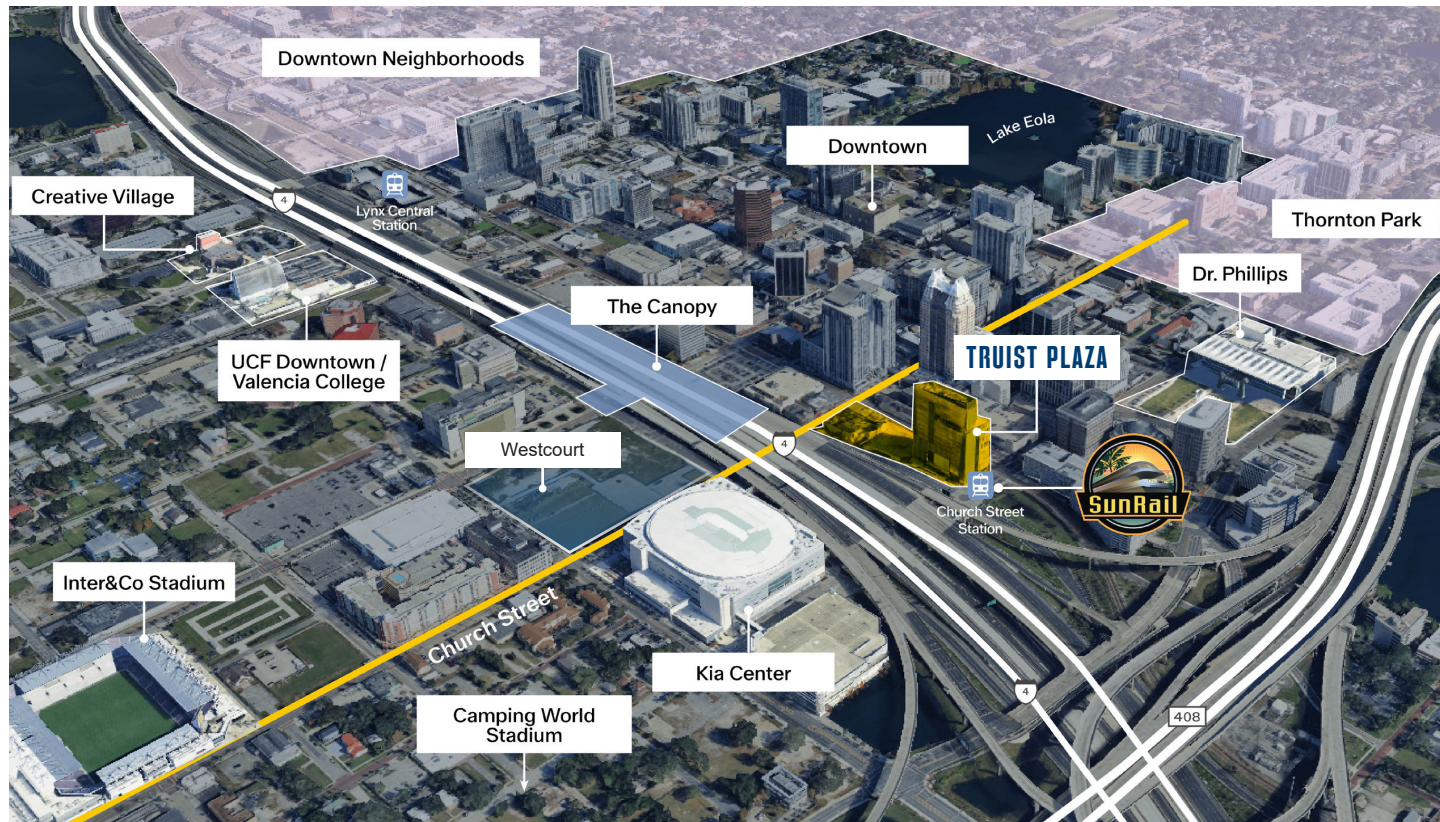 Downtown Neighborhoods
Lake Eola
Downtown
Creative Village
4
Lynx Central
Station
Thornton Park
Dr. Phillips
The Canopy
UCF Downtown /
Valencia College
TRUIST PLAZA
Westcourt
4
SunRail
Church Street
Station
Inter&Co Stadium
Church Street
Kia Center
4
408
Camping World
Stadium